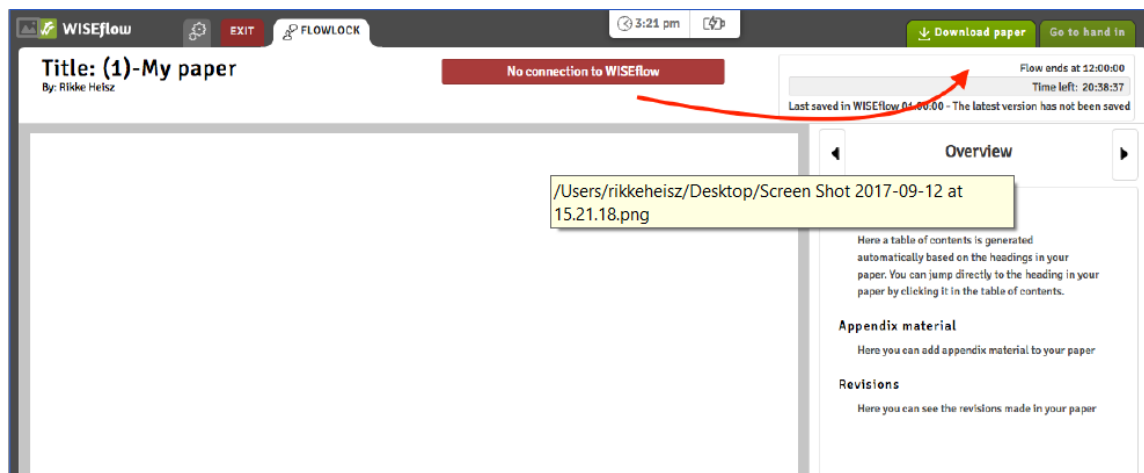 WISEflow
EXIT
FLOWLOCK
3:21 pm
Download paper
Go to hand in
Title: (1)-My paper
By: Rikke Heisz
No connection to WISEflow
Flow ends at 12:00:00
Time left: 20:38:37
Last saved in WISEflow 01:00:00 - The latest version has not been saved
Overview
/Users/rikkeheisz/Desktop/Screen Shot 2017-09-12 at
15.21.18.png
Here a table of contents is generated
automatically based on the headings in your
paper. You can jump directly to the heading in your
paper by clicking it in the table of contents.
Appendix material
Here you can add appendix material to your paper
Revisions
Here you can see the revisions made in your paper